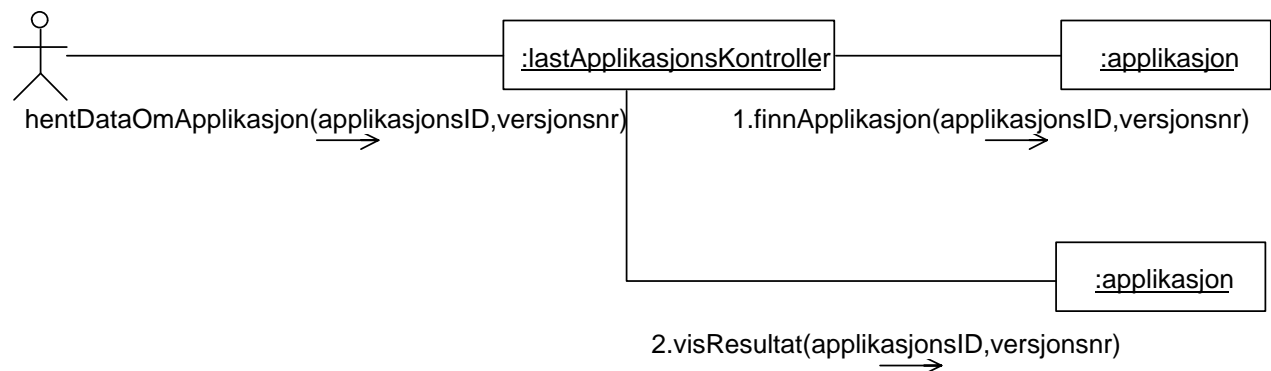 :lastApplikasjonsKontroller
:applikasjon
hentDataOmApplikasjon(applikasjonsID,versjonsnr)
1.finnApplikasjon(applikasjonsID,versjonsnr)
:applikasjon
2.visResultat(applikasjonsID,versjonsnr)